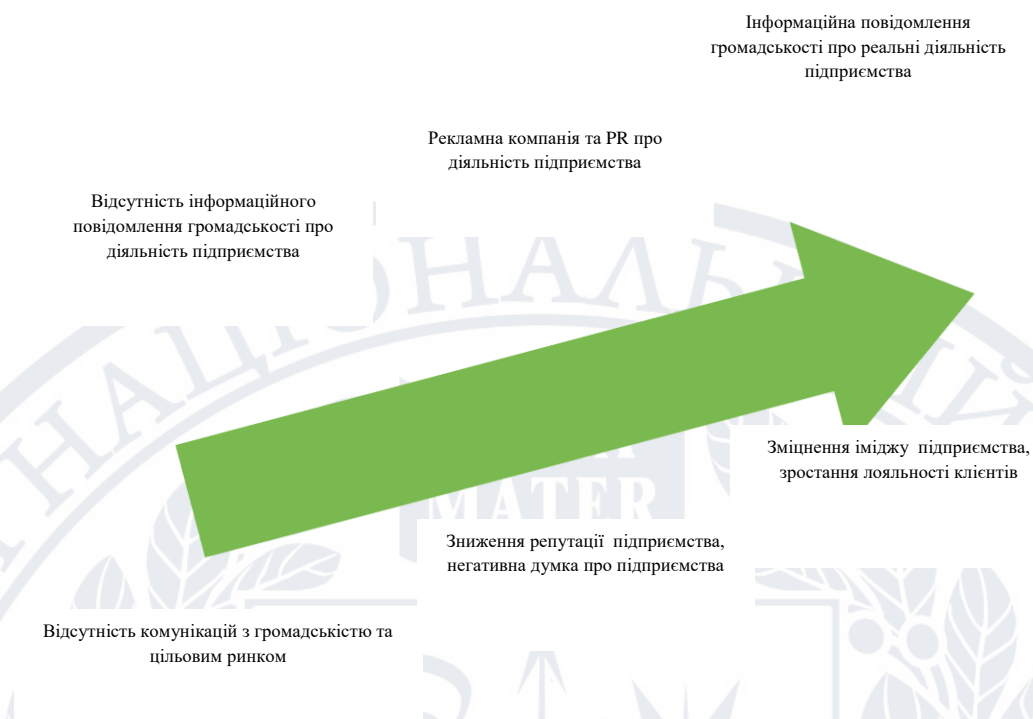 Інформаційна повідомлення
громадськості про реальні діяльність
підприємства
Рекламна компанія та PR про
діяльність підприємства
Відсутність інформаційного
повідомлення громадськості про
діяльність підприємства
НАЦІОНАЛЬНИЙ
MATER
Зміцнення іміджу підприємства,
зростання лояльності клієнтів
Зниження репутації підприємства,
негативна думка про підприємства
Відсутність комунікацій з громадськістю та
цільовим ринком